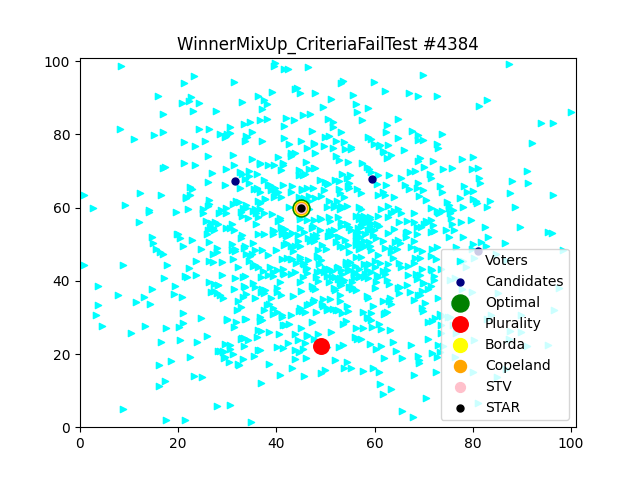 WinnerMixUp_CriteriaFailTest #4384
100
80
60
40
20
0
0 20 40 60 80 100
Voters
Candidates
Optimal
Plurality
Borda
Copeland
STV
STAR